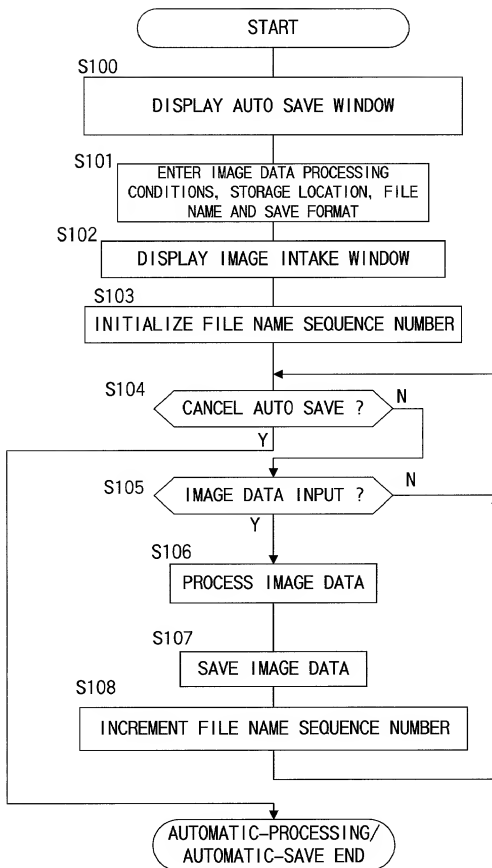 START
S100
DISPLAY AUTO SAVE WINDOW
S101
ENTER IMAGE DATA PROCESSING
CONDITIONS, STORAGE LOCATION, FILE
NAME AND SAVE FORMAT
S102
DISPLAY IMAGE INTAKE WINDOW
S103
INITIALIZE FILE NAME SEQUENCE NUMBER
S104
CANCEL AUTO SAVE ?
N
Y
S105
IMAGE DATA INPUT ?
N
Y
S106
PROCESS IMAGE DATA
S107
SAVE IMAGE DATA
S108
INCREMENT FILE NAME SEQUENCE NUMBER
AUTOMATIC-PROCESSING/
AUTOMATIC-SAVE END